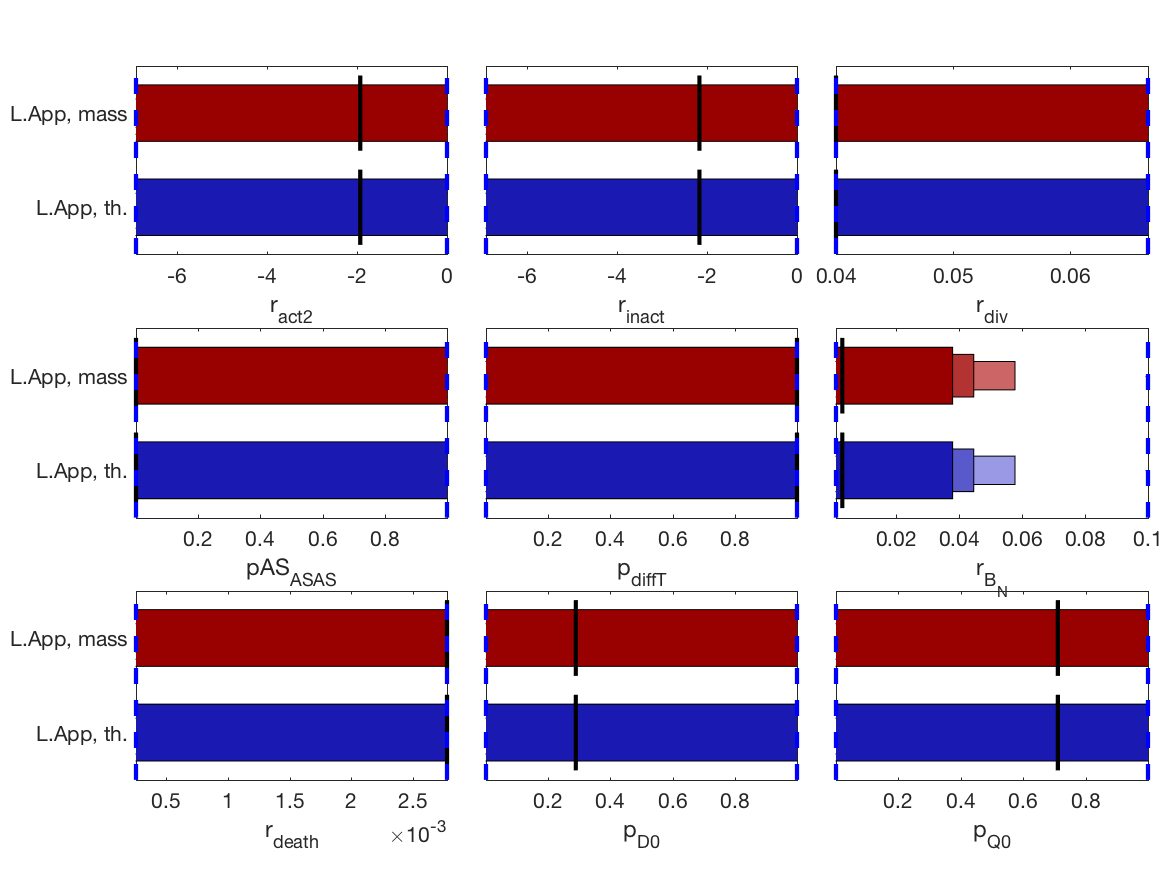 L.App, mass
L.App, th.
-6 -4 -2 0
r_act2
-6 -4 -2 0
r_inact
0.04 0.05 0.06
r_div
L.App, mass
L.App, th.
0.2 0.4 0.6 0.8
pAS_ASAS
0.2 0.4 0.6 0.8
p_diffT
0.02 0.04 0.06 0.08 0.1
r_B_N
L.App, mass
L.App, th.
0.5 1 1.5 2 2.5
×10^-3
r_death
0.2 0.4 0.6 0.8
p_D0
0.2 0.4 0.6 0.8
p_Q0